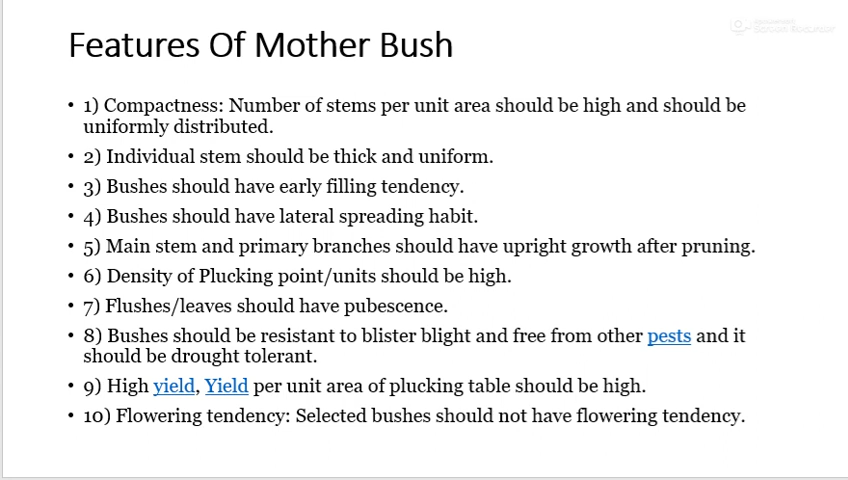 Features Of Mother Bush
• 1) Compactness: Number of stems per unit area should be high and should be
uniformly distributed.
• 2) Individual stem should be thick and uniform.
• 3) Bushes should have early filling tendency.
• 4) Bushes should have lateral spreading habit.
• 5) Main stem and primary branches should have upright growth after pruning.
• 6) Density of Plucking point/units should be high.
• 7) Flushes/leaves should have pubescence.
• 8) Bushes should be resistant to blister blight and free from other pests and it
should be drought tolerant.
• 9) High yield, Yield per unit area of plucking table should be high.
• 10) Flowering tendency: Selected bushes should not have flowering tendency.
Screen Recorder